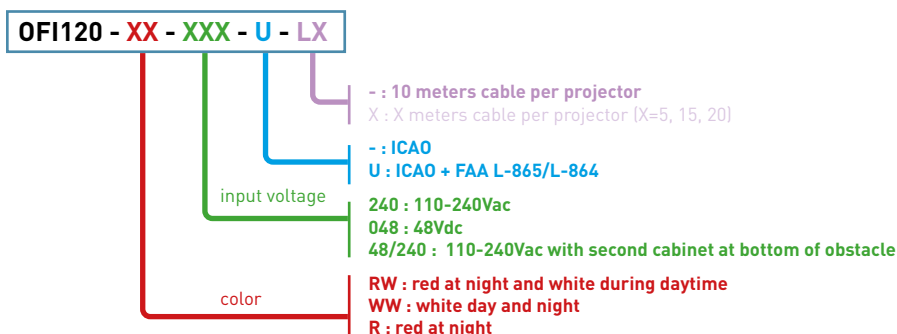 OFI120 - XX - XXX - U - LX
- : 10 meters cable per projector
X : X meters cable per projector (X=5, 15, 20)
- : ICAO
U : ICAO + FAA L-865/L-864
input voltage
240 : 110-240Vac
048 : 48Vdc
48/240 : 110-240Vac with second cabinet at bottom of obstacle
color
RW : red at night and white during daytime
WW : white day and night
R : red at night